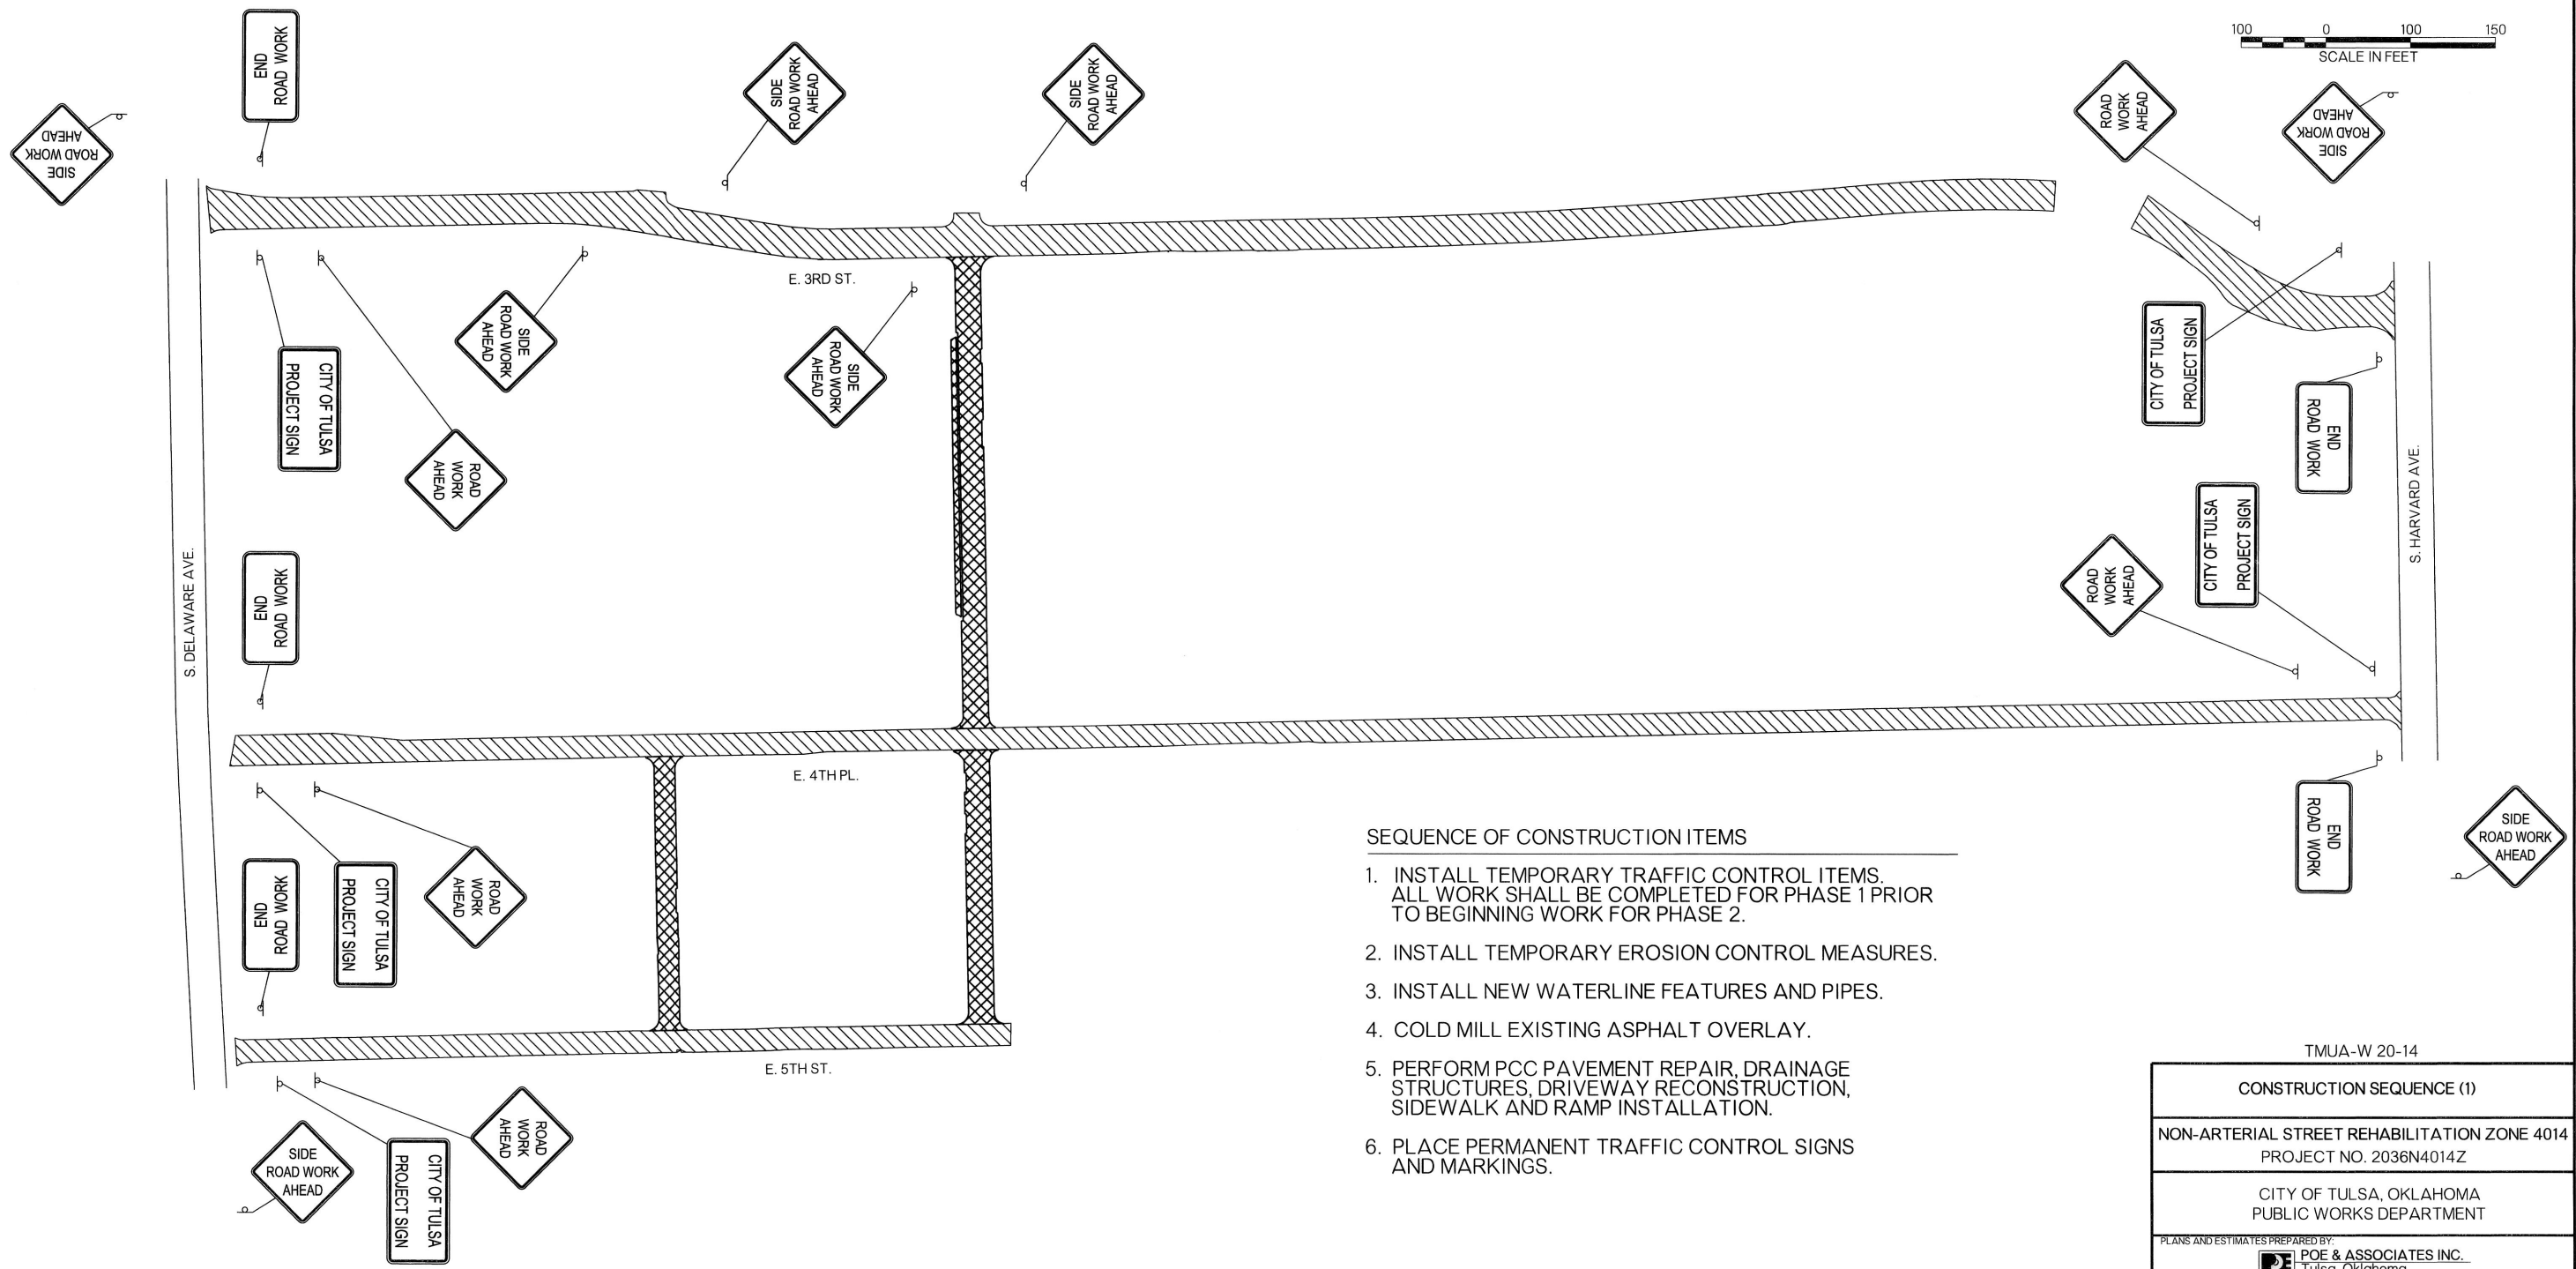 END
ROAD WORK
SIDE
ROAD WORK
AHEAD
SIDE
ROAD WORK
AHEAD
SIDE
ROAD WORK
AHEAD
100 0 100 150
SCALE IN FEET
ROAD
WORK
AHEAD
SIDE
ROAD WORK
AHEAD
E. 3RD ST.
SIDE
ROAD WORK
AHEAD
SIDE
ROAD WORK
AHEAD
CITY OF TULSA
PROJECT SIGN
ROAD
WORK
AHEAD
CITY OF TULSA
PROJECT SIGN
END
ROAD WORK
S. HARVARD AVE.
CITY OF TULSA
PROJECT SIGN
ROAD
WORK
AHEAD
S. DELAWARE AVE.
END
ROAD WORK
E. 4TH PL.
END
ROAD WORK
CITY OF TULSA
PROJECT SIGN
ROAD
WORK
AHEAD
END
ROAD WORK
SIDE
ROAD WORK
AHEAD
E. 5TH ST.
SIDE
ROAD WORK
AHEAD
CITY OF TULSA
PROJECT SIGN
ROAD
WORK
AHEAD
SEQUENCE OF CONSTRUCTION ITEMS
1. INSTALL TEMPORARY TRAFFIC CONTROL ITEMS.
ALL WORK SHALL BE COMPLETED FOR PHASE 1 PRIOR
TO BEGINNING WORK FOR PHASE 2.
2. INSTALL TEMPORARY EROSION CONTROL MEASURES.
3. INSTALL NEW WATERLINE FEATURES AND PIPES.
4. COLD MILL EXISTING ASPHALT OVERLAY.
5. PERFORM PCC PAVEMENT REPAIR, DRAINAGE
STRUCTURES, DRIVEWAY RECONSTRUCTION,
SIDEWALK AND RAMP INSTALLATION.
6. PLACE PERMANENT TRAFFIC CONTROL SIGNS
AND MARKINGS.
TMUA-W 20-14
CONSTRUCTION SEQUENCE (1)
NON-ARTERIAL STREET REHABILITATION ZONE 4014
PROJECT NO. 2036N4014Z
CITY OF TULSA, OKLAHOMA
PUBLIC WORKS DEPARTMENT
PLANS AND ESTIMATES PREPARED BY:
POE & ASSOCIATES INC.
Tulsa, Oklahoma